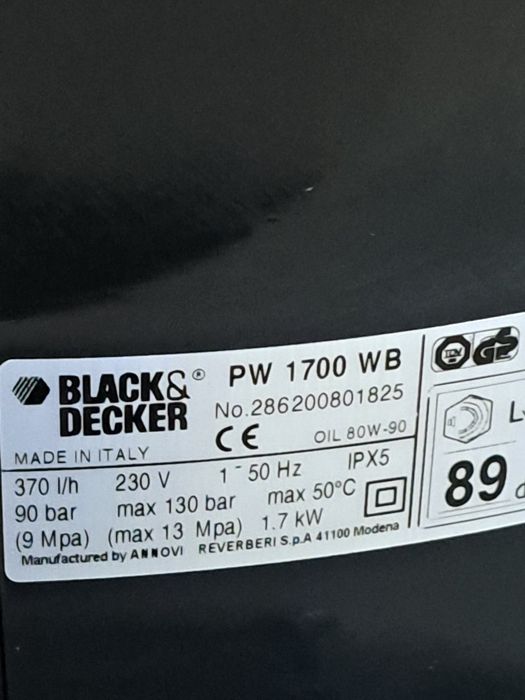 BLACK&®
DECKER
PW 1700 WB
No.286200801825
CE
OIL 80W-90
MADE IN ITALY
370 l/h 230 V 1~50 Hz IPX5
90 bar max 130 bar max 50°C
(9 Mpa) (max 13 Mpa) 1.7 kW
Manufactured by ANNOVI REVERBERI S.p.A 41100 Modena
TÜV
GS
L
89